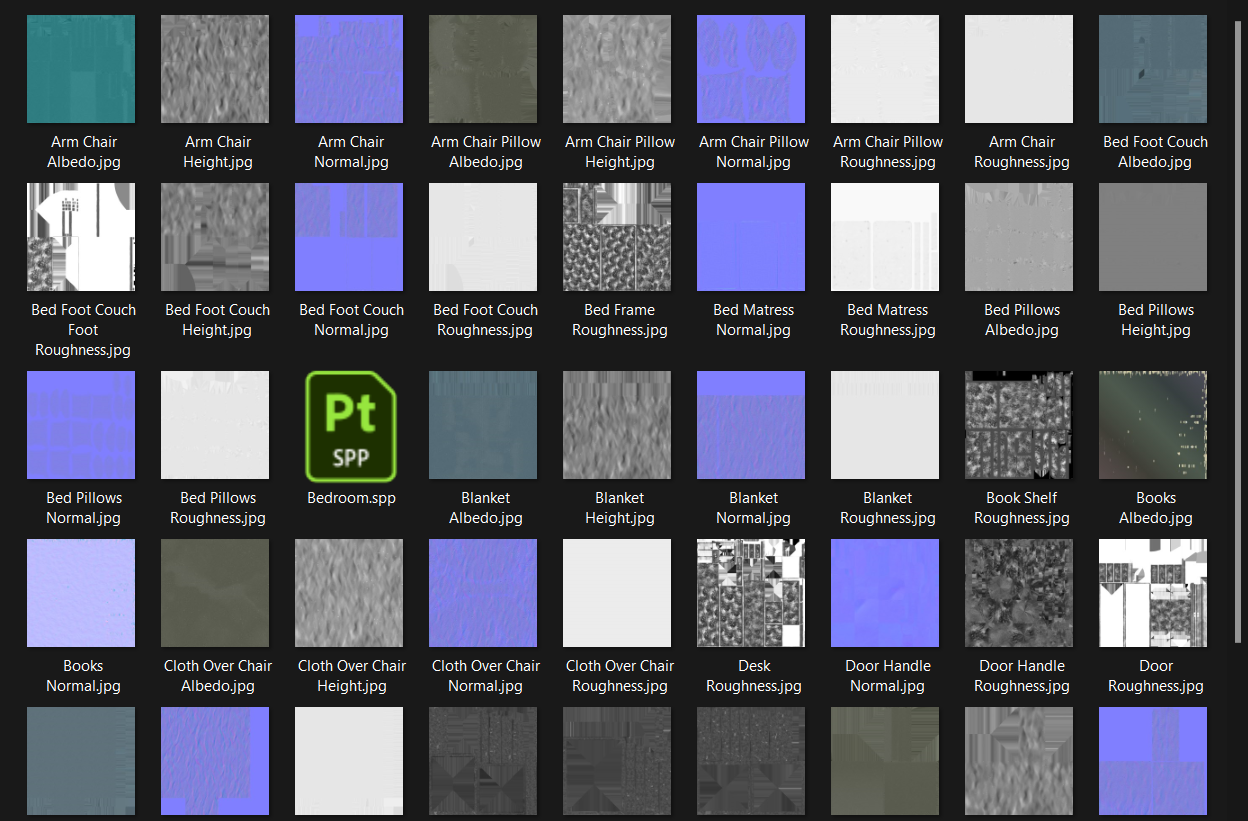 Arm Chair
Albedo.jpg
Arm Chair
Height.jpg
Arm Chair
Normal.jpg
Arm Chair Pillow
Albedo.jpg
Arm Chair Pillow
Height.jpg
Arm Chair Pillow
Normal.jpg
Arm Chair Pillow
Roughness.jpg
Arm Chair
Roughness.jpg
Bed Foot Couch
Albedo.jpg
Bed Foot Couch
Foot
Roughness.jpg
Bed Foot Couch
Height.jpg
Bed Foot Couch
Normal.jpg
Bed Foot Couch
Roughness.jpg
Bed Frame
Roughness.jpg
Bed Matress
Normal.jpg
Bed Matress
Roughness.jpg
Bed Pillows
Albedo.jpg
Bed Pillows
Height.jpg
Bed Pillows
Normal.jpg
Bed Pillows
Roughness.jpg
Pt
SPP
Bedroom.spp
Blanket
Albedo.jpg
Blanket
Height.jpg
Blanket
Normal.jpg
Blanket
Roughness.jpg
Book Shelf
Roughness.jpg
Books
Albedo.jpg
Books
Normal.jpg
Cloth Over Chair
Albedo.jpg
Cloth Over Chair
Height.jpg
Cloth Over Chair
Normal.jpg
Cloth Over Chair
Roughness.jpg
Desk
Roughness.jpg
Door Handle
Normal.jpg
Door Handle
Roughness.jpg
Door
Roughness.jpg